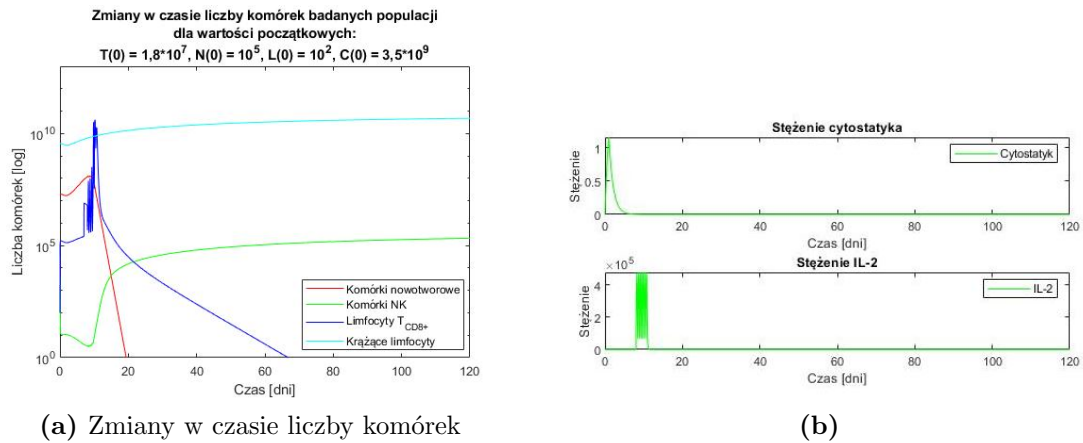 Zmiany w czasie liczby komórek badanych populacji
dla wartości początkowych:
T(0) = 1,8*10^7, N(0) = 10^5, L(0) = 10^2, C(0) = 3,5*10^9
Liczba komórek [log]
10^10
10^5
10^0
0 20 40 60 80 100 120
Czas [dni]
Komórki nowotworowe
Komórki NK
Limfocyty T_CD8+
Krążące limfocyty
(a) Zmiany w czasie liczby komórek
Stężenie cytostatyka
Stężenie
1
0.5
0
Cytostatyk
0 20 40 60 80 100 120
Czas [dni]
Stężenie IL-2
×10^5
Stężenie
4
2
0
IL-2
0 20 40 60 80 100 120
Czas [dni]
(b)